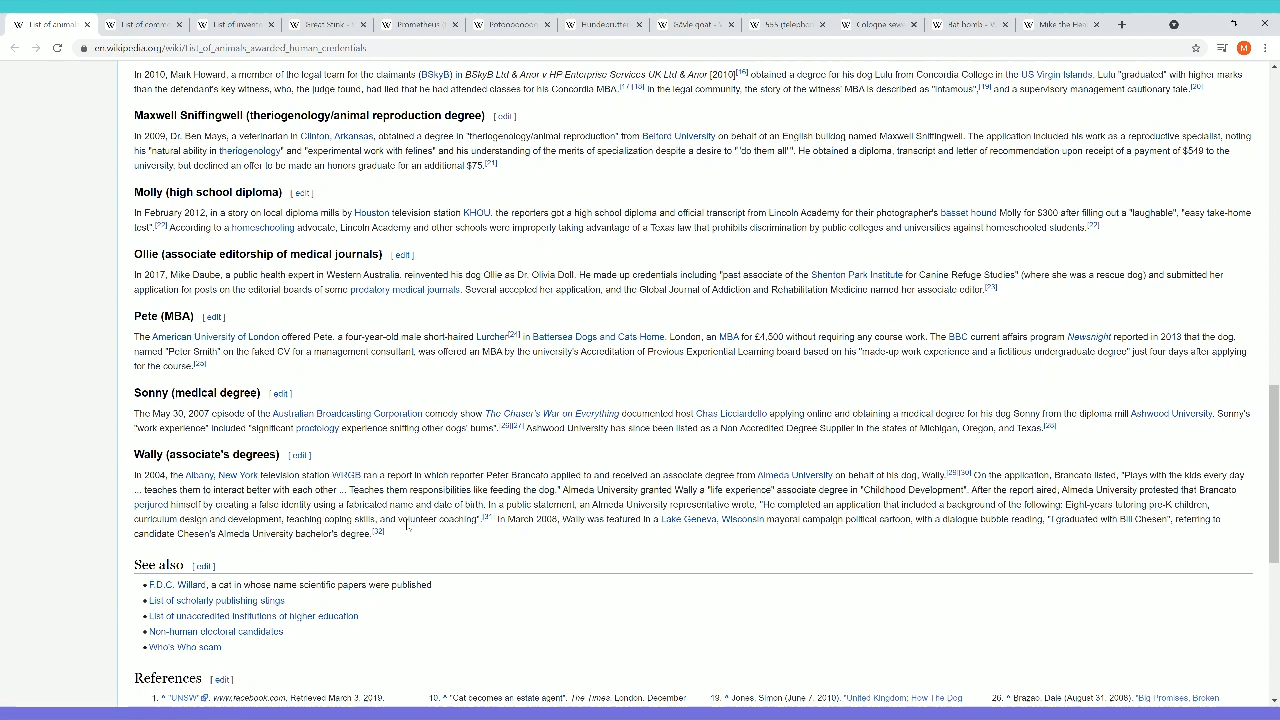 List of animal
List of comm
List of invent
Great Stink -
Prometheus (t
Potoooooooo
Hundeprutter
Gävle goat - W
555 (telephon
Cologne sewe
Bat bomb - W
Mike the Hea
en.wikipedia.org/wiki/List_of_animals_awarded_human_credentials
M
In 2010, Mark Howard, a member of the legal team for the claimants (BSkyB) in BSkyB Ltd & Anor v HP Enterprise Services UK Ltd & Anor [2010][16] obtained a degree for his dog Lulu from Concordia College in the US Virgin Islands. Lulu "graduated" with higher marks
than the defendant's key witness, who, the judge found, had lied that he had attended classes for his Concordia MBA.[17][18] In the legal community, the story of the witness' MBA is described as "infamous",[19] and a supervisory management cautionary tale.[20]
Maxwell Sniffingwell (theriogenology/animal reproduction degree) [ edit ]
In 2009, Dr. Ben Mays, a veterinarian in Clinton, Arkansas, obtained a degree in "theriogenology/animal reproduction" from Belford University on behalf of an English bulldog named Maxwell Sniffingwell. The application included his work as a reproductive specialist, noting
his "natural ability in theriogenology" and "experimental work with felines" and his understanding of the merits of specialization despite a desire to ""do them all"". He obtained a diploma, transcript and letter of recommendation upon receipt of a payment of $549 to the
university, but declined an offer to be made an honors graduate for an additional $75.[21]
Molly (high school diploma) [ edit ]
In February 2012, in a story on local diploma mills by Houston television station KHOU, the reporters got a high school diploma and official transcript from Lincoln Academy for their photographer's basset hound Molly for $300 after filling out a "laughable", "easy take-home
test".[22] According to a homeschooling advocate, Lincoln Academy and other schools were improperly taking advantage of a Texas law that prohibits discrimination by public colleges and universities against homeschooled students.[22]
Ollie (associate editorship of medical journals) [ edit ]
In 2017, Mike Daube, a public health expert in Western Australia, reinvented his dog Ollie as Dr. Olivia Doll. He made up credentials including "past associate of the Shenton Park Institute for Canine Refuge Studies" (where she was a rescue dog) and submitted her
application for posts on the editorial boards of some predatory medical journals. Several accepted her application, and the Global Journal of Addiction and Rehabilitation Medicine named her associate editor.[23]
Pete (MBA) [ edit ]
The American University of London offered Pete, a four-year-old male short-haired Lurcher[24] in Battersea Dogs and Cats Home, London, an MBA for £4,500 without requiring any course work. The BBC current affairs program Newsnight reported in 2013 that the dog,
named "Peter Smith" on the faked CV for a management consultant, was offered an MBA by the university's Accreditation of Previous Experiential Learning board based on his "made-up work experience and a fictitious undergraduate degree" just four days after applying
for the course.[25]
Sonny (medical degree) [ edit ]
The May 30, 2007 episode of the Australian Broadcasting Corporation comedy show The Chaser's War on Everything documented host Chas Licciardello applying online and obtaining a medical degree for his dog Sonny from the diploma mill Ashwood University. Sonny's
"work experience" included "significant proctology experience sniffing other dogs' bums".[26][27] Ashwood University has since been listed as a Non Accredited Degree Supplier in the states of Michigan, Oregon, and Texas.[28]
Wally (associate's degrees) [ edit ]
In 2004, the Albany, New York television station WRGB ran a report in which reporter Peter Brancato applied to and received an associate degree from Almeda University on behalf of his dog, Wally.[29][30] On the application, Brancato listed, "Plays with the kids every day
... teaches them to interact better with each other ... Teaches them responsibilities like feeding the dog." Almeda University granted Wally a "life experience" associate degree in "Childhood Development". After the report aired, Almeda University protested that Brancato
perjured himself by creating a false identity using a fabricated name and date of birth. In a public statement, an Almeda University representative wrote, "He completed an application that included a background of the following: Eight-years tutoring pre-K children,
curriculum design and development, teaching coping skills, and volunteer coaching".[31] In March 2008, Wally was featured in a Lake Geneva, Wisconsin mayoral campaign political cartoon, with a dialogue bubble reading, "I graduated with Bill Chesen", referring to
candidate Chesen's Almeda University bachelor's degree.[32]
See also [ edit ]
• F.D.C. Willard, a cat in whose name scientific papers were published
• List of scholarly publishing stings
• List of unaccredited institutions of higher education
• Non-human electoral candidates
• Who's Who scam
References [ edit ]
1. ^ "UNSW". www.facebook.com. Retrieved March 3, 2019.
10. ^ "Cat becomes an estate agent". The Times. London. December
19. ^ Jones, Simon (June 7, 2010). "United Kingdom: How The Dog
26. ^ Brazao, Dale (August 31, 2008). "Big Promises, Broken